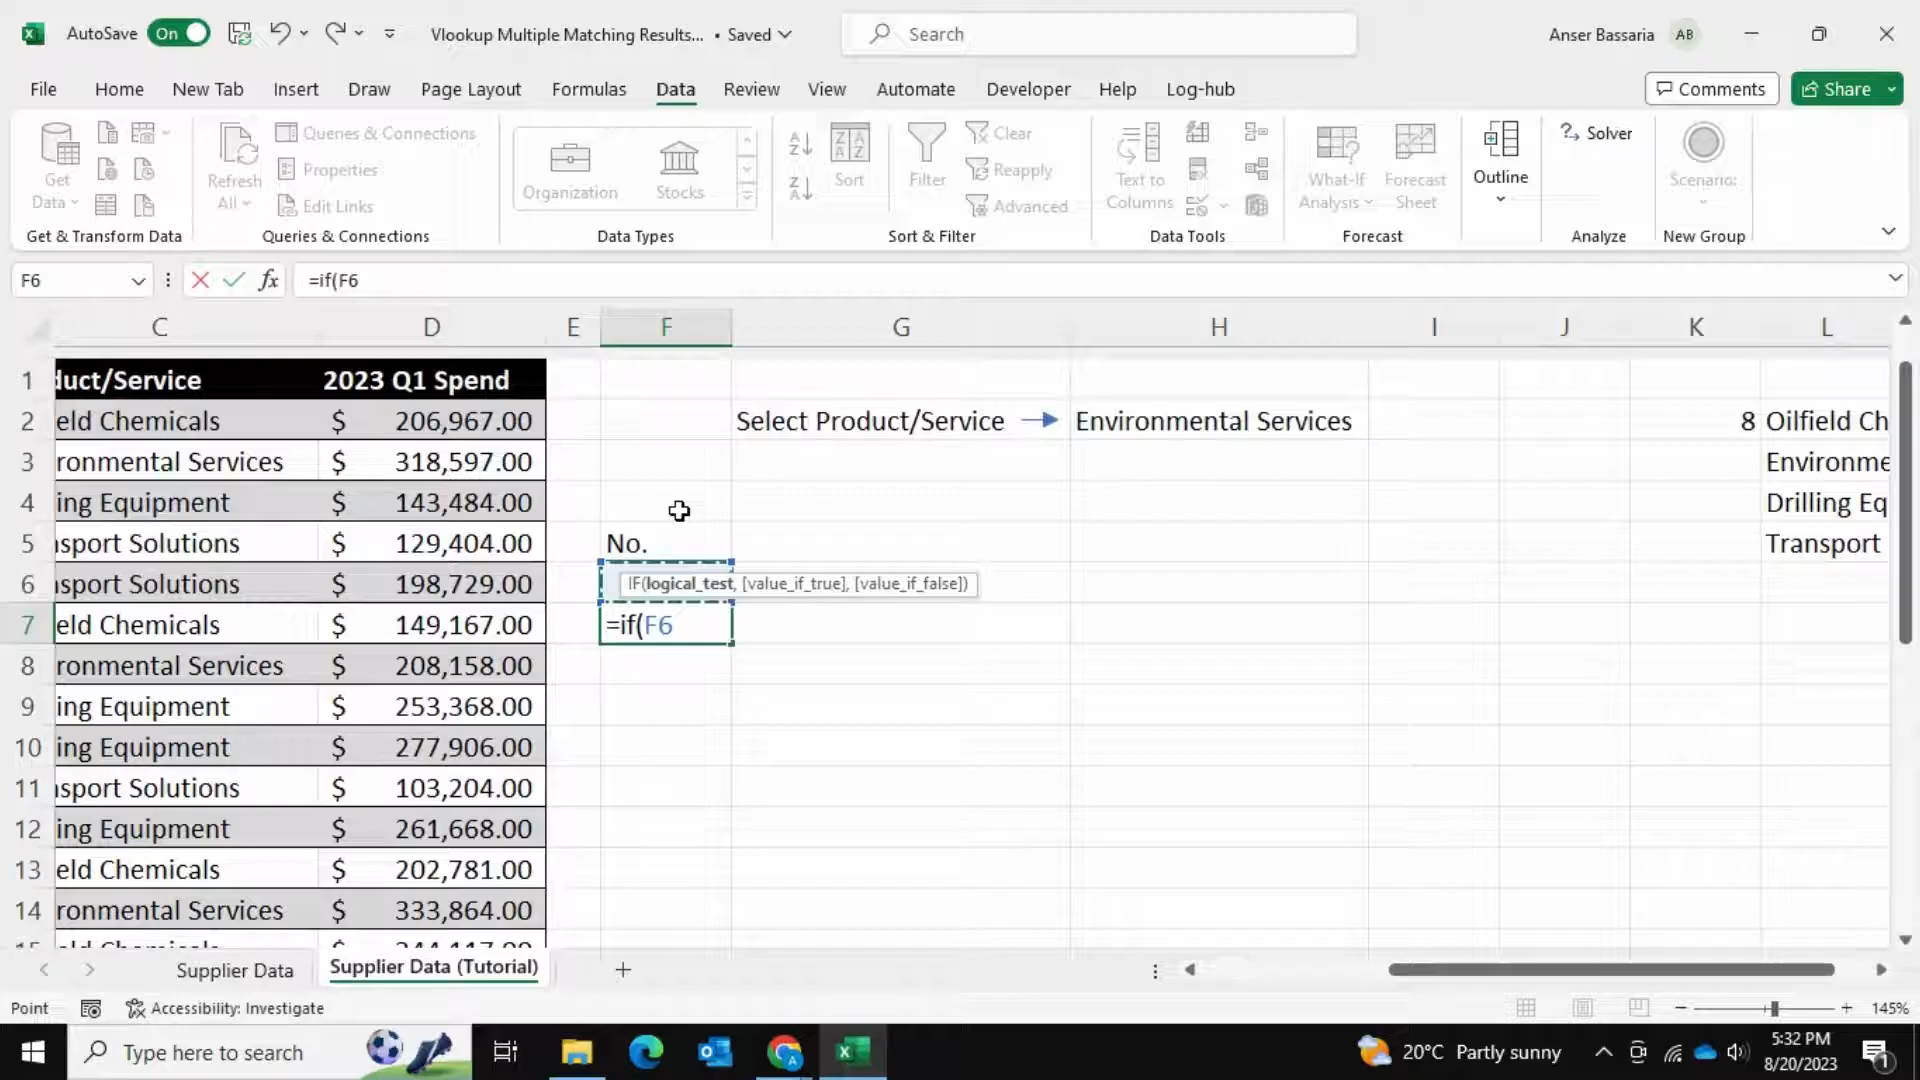 AutoSave On Vlookup Multiple Matching Results... • Saved Search Anser Bassaria AB
File Home New Tab Insert Draw Page Layout Formulas Data Review View Automate Developer Help Log-hub Comments Share
Get Data
Refresh All
Queries & Connections
Properties
Edit Links
Organization
Stocks
Sort
Filter
Clear
Reapply
Advanced
Text to Columns
What-If Analysis
Forecast Sheet
Outline
Solver
Scenario:
Get & Transform Data Queries & Connections Data Types Sort & Filter Data Tools Forecast Analyze New Group
F6 fx =if(F6
C D E F G H I J K L
1 duct/Service 2023 Q1 Spend
2 eld Chemicals $ 206,967.00 Select Product/Service Environmental Services 8 Oilfield Ch
3 ronmental Services $ 318,597.00 Environme
4 ing Equipment $ 143,484.00 Drilling Eq
5 nsport Solutions $ 129,404.00 No. Transport
6 nsport Solutions $ 198,729.00 IF(logical_test, [value_if_true], [value_if_false])
7 eld Chemicals $ 149,167.00 =if(F6
8 ronmental Services $ 208,158.00
9 ing Equipment $ 253,368.00
10 ing Equipment $ 277,906.00
11 nsport Solutions $ 103,204.00
12 ing Equipment $ 261,668.00
13 eld Chemicals $ 202,781.00
14 ronmental Services $ 333,864.00
Supplier Data Supplier Data (Tutorial)
Point Accessibility: Investigate 145%
Type here to search 20°C Partly sunny 5:32 PM
8/20/2023 1